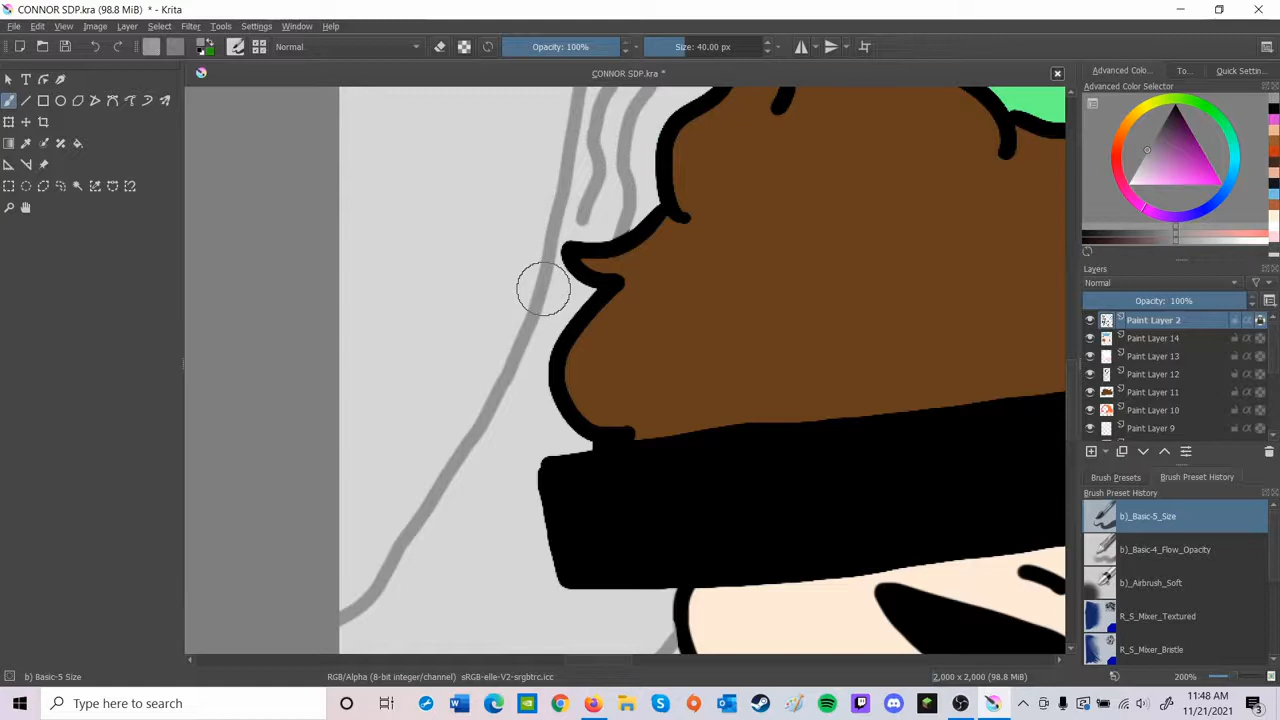 CONNOR SDP.kra (98.8 MiB) * - Krita
File Edit View Image Layer Select Filter Tools Settings Window Help
Normal Opacity: 100% Size: 40.00 px
CONNOR SDP.kra *
Advanced Colo... To... Quick Settin...
Advanced Color Selector
Layers
Normal
Opacity: 100%
Paint Layer 2
Paint Layer 14
Paint Layer 13
Paint Layer 12
Paint Layer 11
Paint Layer 10
Paint Layer 9
Brush Presets Brush Preset History
Brush Preset History
b)_Basic-5_Size
b)_Basic-4_Flow_Opacity
b)_Airbrush_Soft
R_S_Mixer_Textured
R_S_Mixer_Bristle
b) Basic-5 Size RGB/Alpha (8-bit integer/channel) sRGB-elle-V2-srgbtrc.icc 2,000 x 2,000 (98.8 MiB) 200%
Type here to search
11:48 AM
11/21/2021
3